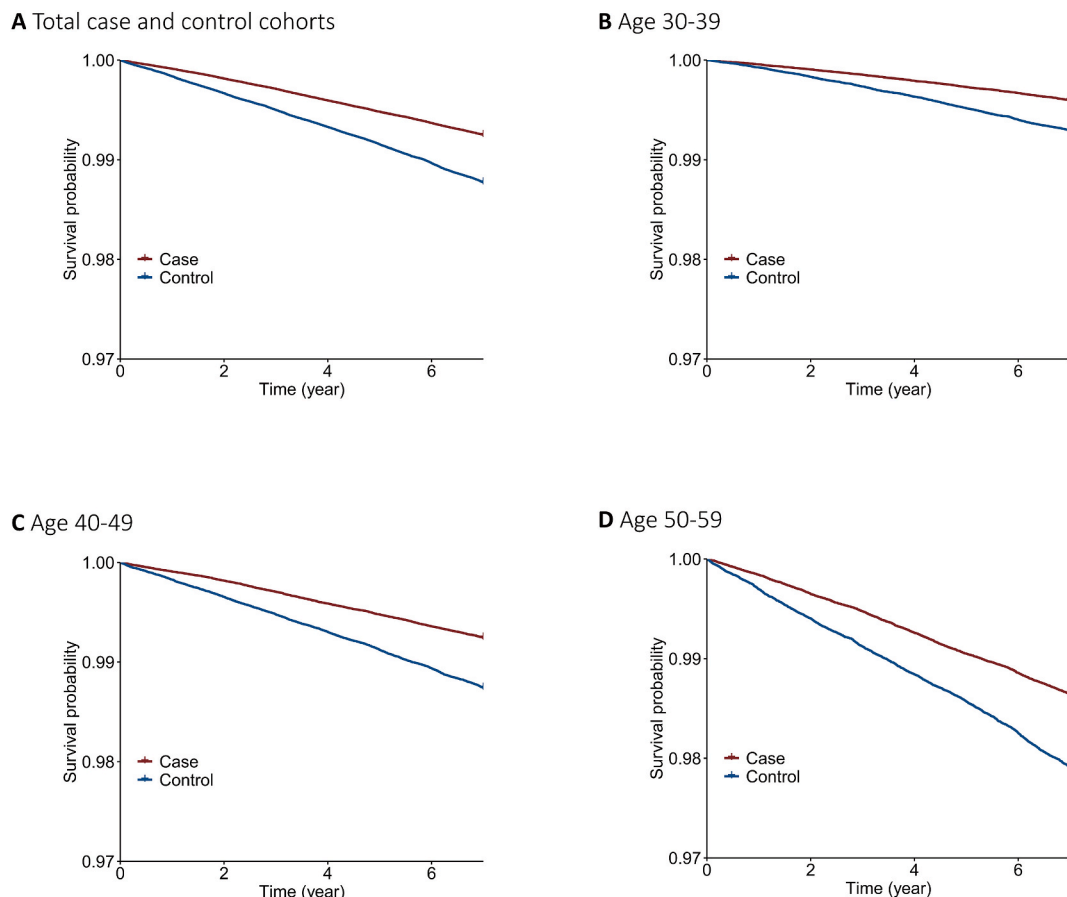 A Total case and control cohorts
1.00
0.99
0.98
0.97
Survival probability
Case
Control
0 2 4 6
Time (year)
B Age 30-39
1.00
0.99
0.98
0.97
Survival probability
Case
Control
0 2 4 6
Time (year)
C Age 40-49
1.00
0.99
0.98
0.97
Survival probability
Case
Control
0 2 4 6
Time (year)
D Age 50-59
1.00
0.99
0.98
0.97
Survival probability
Case
Control
0 2 4 6
Time (year)